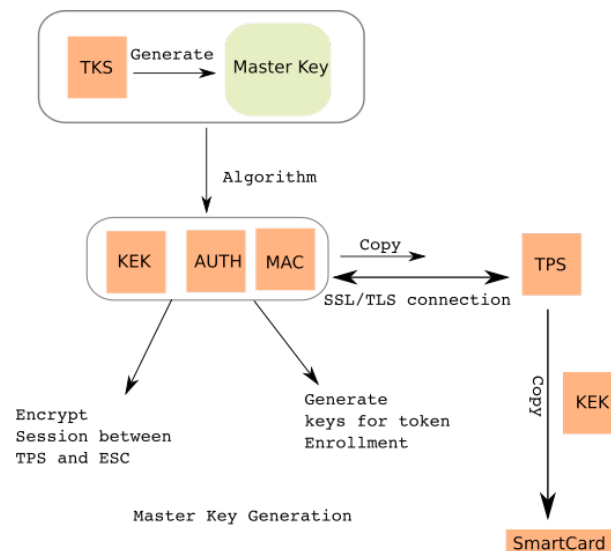 Generate
TKS
Master Key
Algorithm
KEK
AUTH
MAC
Copy
SSL/TLS connection
TPS
Copy
KEK
Encrypt
Session between
TPS and ESC
Generate
keys for token
Enrollment
Master Key Generation
SmartCard